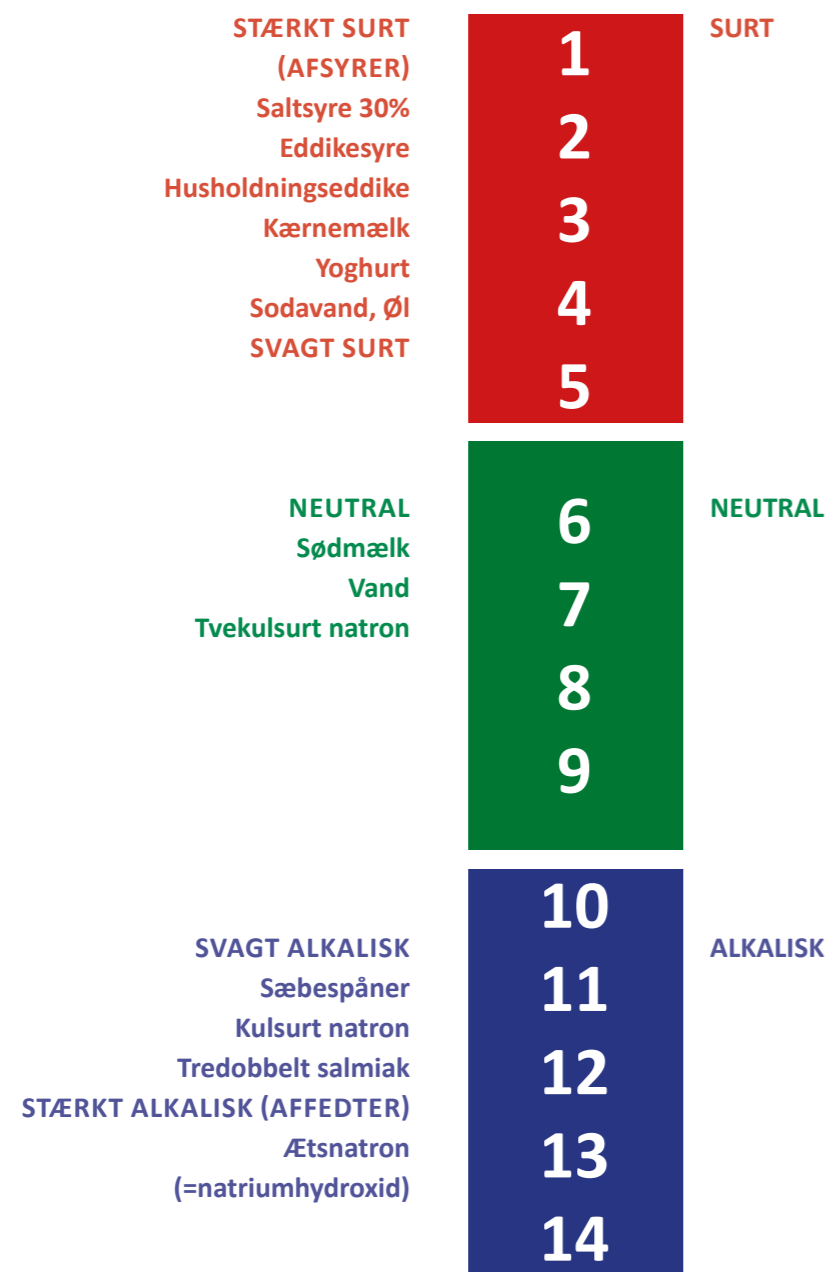 STÆRKT SURT
(AFSYRER)
Saltsyre 30%
Eddikesyre
Husholdningseddike
Kærnemælk
Yoghurt
Sodavand, Øl
SVAGT SURT
1
2
3
4
5
SURT
NEUTRAL
Sødmælk
Vand
Tvekulsurt natron
6
7
8
9
NEUTRAL
SVAGT ALKALISK
Sæbespåner
Kulsurt natron
Tredobbelt salmiak
STÆRKT ALKALISK (AFFEDTER)
Ætsnatron
(=natriumhydroxid)
10
11
12
13
14
ALKALISK